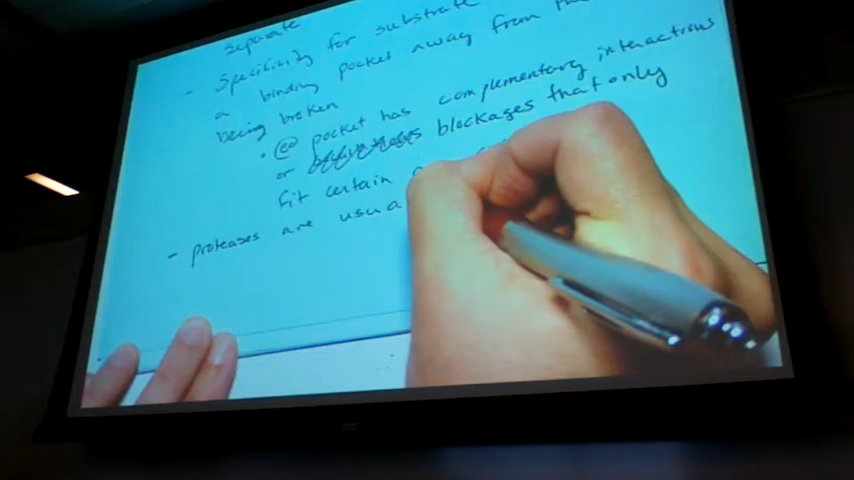 separate
- Specificity for substrate
a binding pocket away from
being broken
• @ pocket has complementary interactions
or blockages that only
fit certain
- proteases are usua